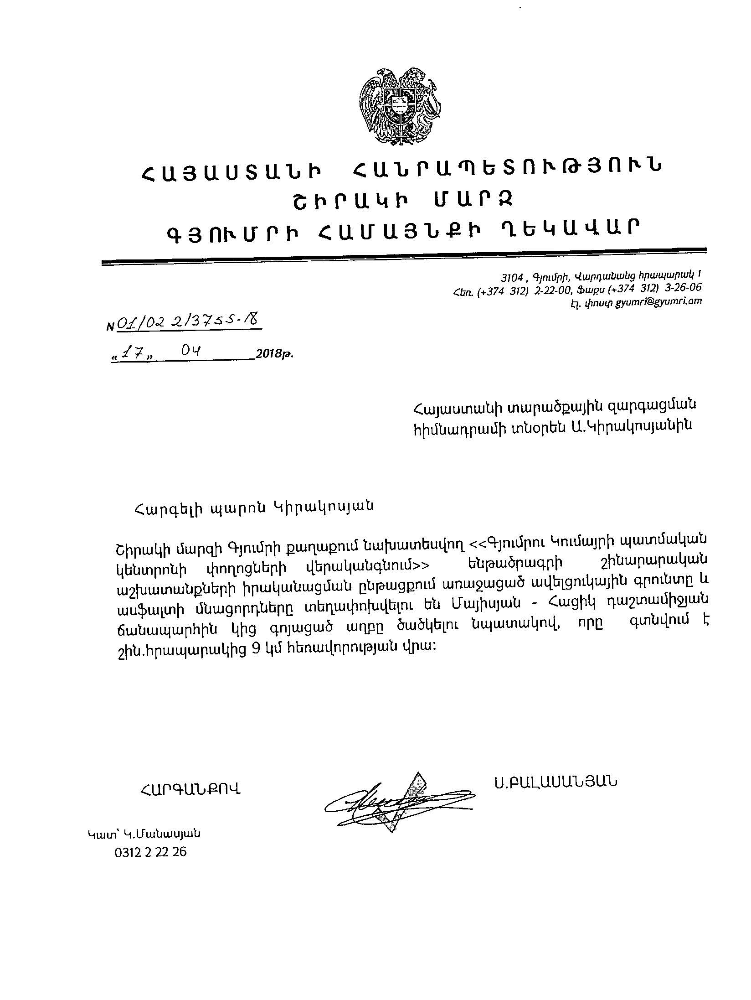 ՀԱՅԱՍՏԱՆԻ ՀԱՆՐԱՊԵՏՈՒԹՅՈՒՆ
ՇԻՐԱԿԻ ՄԱՐԶ
ԳՅՈՒՄՐԻ ՀԱՄԱՅՆՔԻ ՂԵԿԱՎԱՐ
3104 , Գյումրի, Վարդանանց հրապարակ 1
Հեռ. (+374 312) 2-22-00, Ֆաքս (+374 312) 3-26-06
Էլ. փոստ gyumri@gyumri.am
N 01/02 2/3755-18
«17» 04 2018թ.
Հայաստանի տարածքային զարգացման
հիմնադրամի տնօրեն Ա.Կիրակոսյանին
Հարգելի պարոն Կիրակոսյան
Շիրակի մարզի Գյումրի քաղաքում նախատեսվող <<Գյումրու Կումայրի պատմական
կենտրոնի փողոցների վերականգնում>> ենթածրագրի շինարարական
աշխատանքների իրականացման ընթացքում առաջացած ավելցուկային գրունտը և
ասֆալտի մնացորդները տեղափոխվելու են Մայիսյան - Հացիկ դաշտամիջյան
ճանապարհին կից գոյացած աղբը ծածկելու նպատակով, որը գտնվում է
շին.հրապարակից 9 կմ հեռավորության վրա:
ՀԱՐԳԱՆՔՈՎ
Ս.ԲԱԼԱՍԱՆՅԱՆ
Կատ՝ Կ.Մանասյան
0312 2 22 26